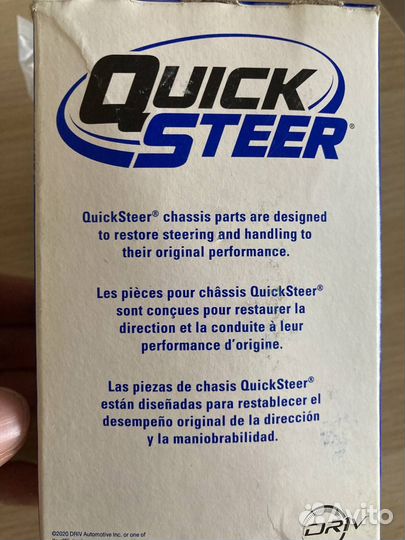 QUICK
STEER®
QuickSteer® chassis parts are designed
to restore steering and handling to
their original performance.
Les pièces pour châssis QuickSteer®
sont conçues pour restaurer la
direction et la conduite à leur
performance d'origine.
Las piezas de chasis QuickSteer®
están diseñadas para restablecer el
desempeño original de la dirección
y la maniobrabilidad.
©2020 DRiV Automotive Inc. or one of
DRiV
Avito